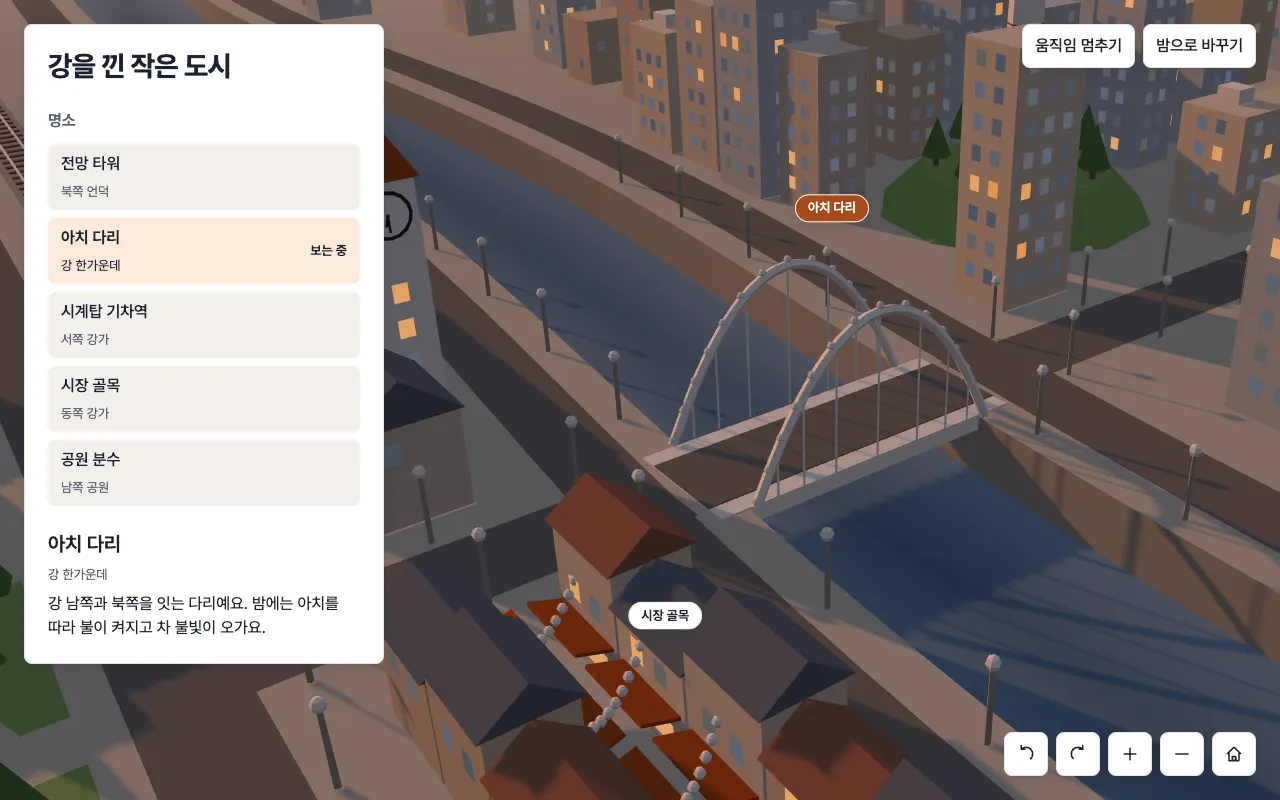 강을 낀 작은 도시
명소
전망 타워
북쪽 언덕
아치 다리
강 한가운데
보는 중
시계탑 기차역
서쪽 강가
시장 골목
동쪽 강가
공원 분수
남쪽 공원
아치 다리
강 한가운데
강 남쪽과 북쪽을 잇는 다리예요. 밤에는 아치를
따라 불이 켜지고 차 불빛이 오가요.
움직임 멈추기
밤으로 바꾸기
아치 다리
시장 골목